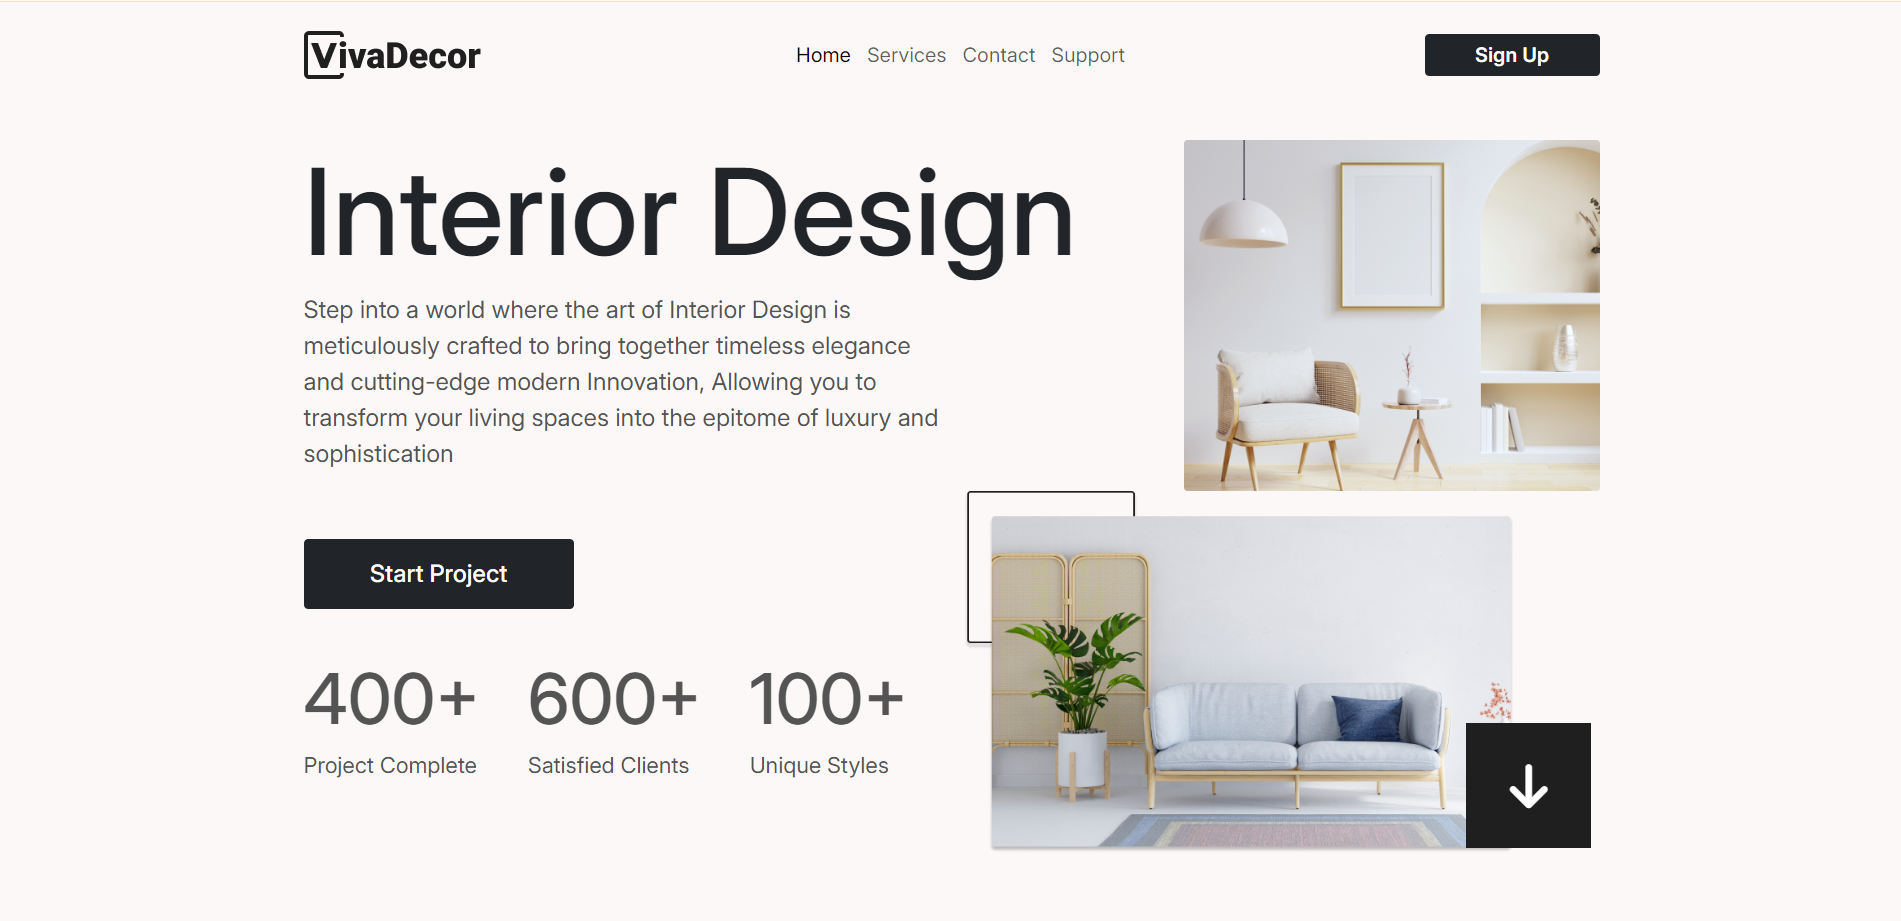 VivaDecor
Home Services Contact Support
Sign Up
Interior Design
Step into a world where the art of Interior Design is
meticulously crafted to bring together timeless elegance
and cutting-edge modern Innovation, Allowing you to
transform your living spaces into the epitome of luxury and
sophistication
Start Project
400+ 600+ 100+
Project Complete Satisfied Clients Unique Styles